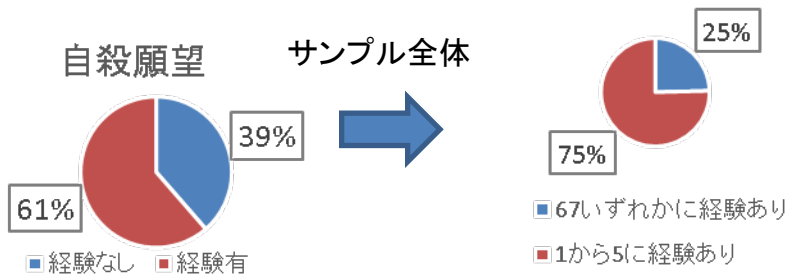 自殺願望
39%
61%
経験なし
経験有
サンプル全体
25%
75%
67いずれかに経験あり
1から5に経験あり